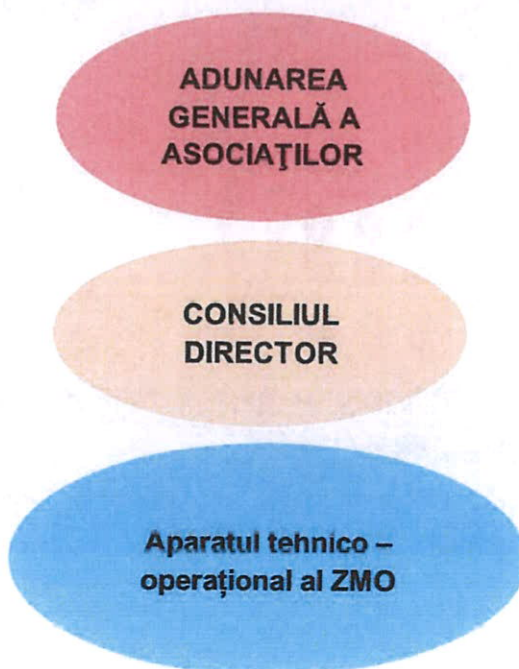 ADUNAREA
GENERALĂ A
ASOCIAŢILOR
CONSILIUL
DIRECTOR
Aparatul tehnico –
operațional al ZMO